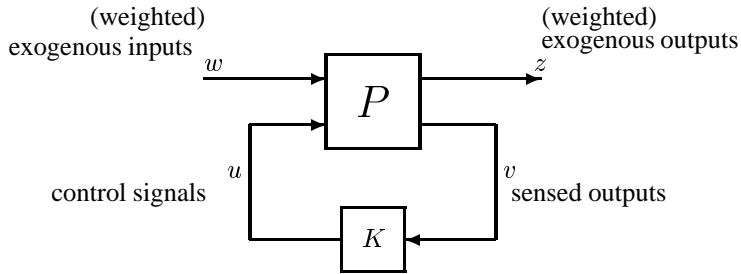 (weighted)
exogenous inputs
w
(weighted)
exogenous outputs
z
P
u
control signals
v
sensed outputs
K